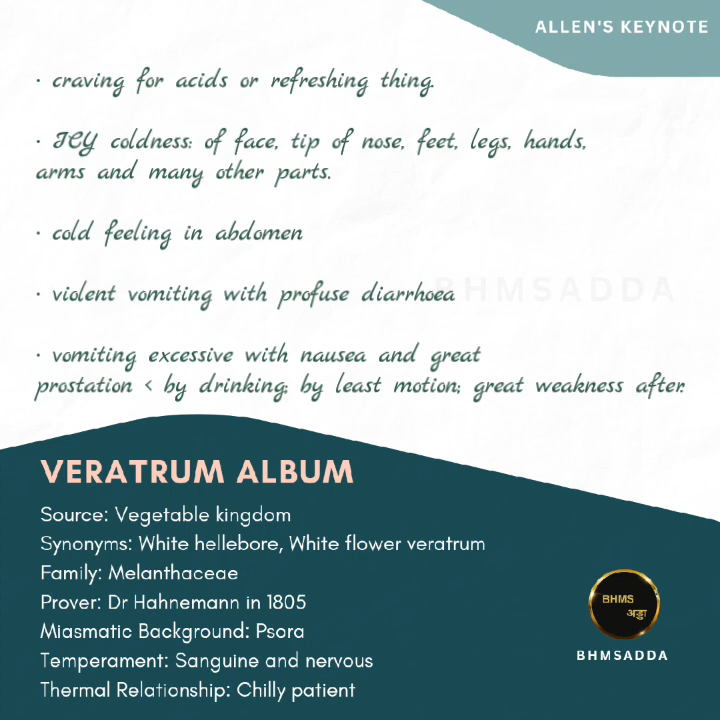 ALLEN'S KEYNOTE
· craving for acids or refreshing thing.
· ICY coldness: of face, tip of nose, feet, legs, hands,
arms and many other parts.
· cold feeling in abdomen
BHMSADDA
· violent vomiting with profuse diarrhoea
· vomiting excessive with nausea and great
prostation < by drinking; by least motion; great weakness after.
VERATRUM ALBUM
Source: Vegetable kingdom
Synonyms: White hellebore, White flower veratrum
Family: Melanthaceae
Prover: Dr Hahnemann in 1805
Miasmatic Background: Psora
Temperament: Sanguine and nervous
Thermal Relationship: Chilly patient
BHMS
अड्डा
BHMSADDA